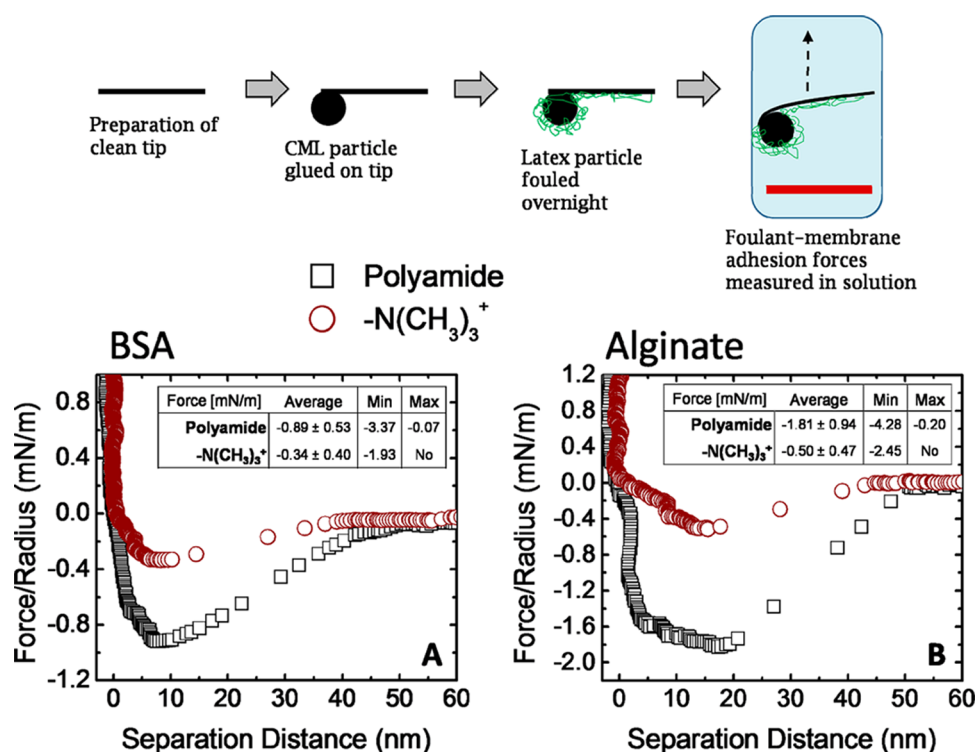 Preparation of
clean tip
CML particle
glued on tip
Latex particle
fouled
overnight
Foulant-membrane
adhesion forces
measured in solution
Polyamide
-N(CH₃)₃⁺
BSA
Force [mN/m] Average Min Max
Polyamide -0.89 ± 0.53 -3.37 -0.07
-N(CH₃)₃⁺ -0.34 ± 0.40 -1.93 No
0.8
0.4
0.0
-0.4
-0.8
-1.2
Force/Radius (mN/m)
A
0 10 20 30 40 50 60
Separation Distance (nm)
Alginate
Force [mN/m] Average Min Max
Polyamide -1.81 ± 0.94 -4.28 -0.20
-N(CH₃)₃⁺ -0.50 ± 0.47 -2.45 No
1.2
0.8
0.4
0.0
-0.4
-0.8
-1.2
-1.6
-2.0
Force/Radius (mN/m)
B
0 10 20 30 40 50 60
Separation Distance (nm)